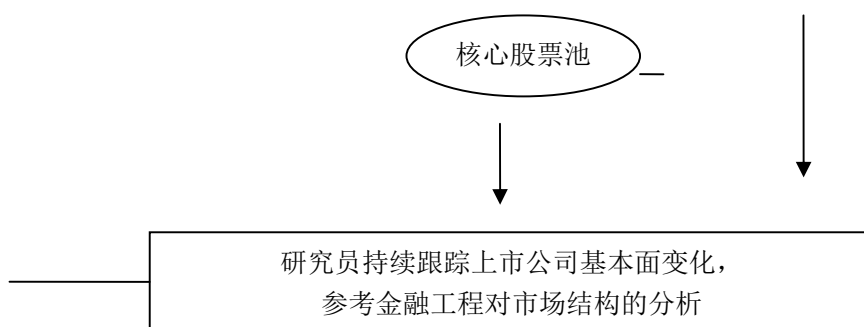 核心股票池
研究员持续跟踪上市公司基本面变化，
参考金融工程对市场结构的分析